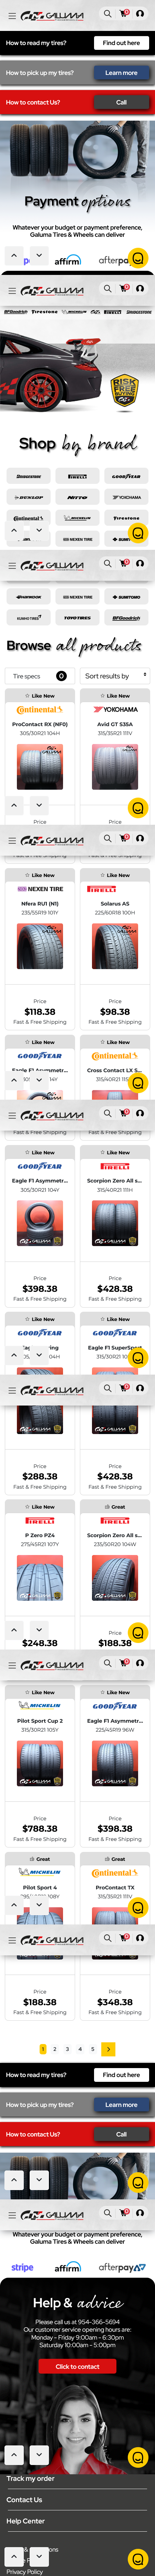 GALUMA
How to read my tires?
Find out here
How to pick up my tires?
Learn more
How to contact Us?
Call
Payment options
Whatever your budget or payment preference,
Galuma Tires & Wheels can deliver
affirm
afterpay
GALUMA
BFGoodrich Firestone MICHELIN PIRELLI BRIDGESTONE
RISK FREE
Shop by brand
BRIDGESTONE PIRELLI GOODYEAR
DUNLOP NITTO YOKOHAMA
Continental MICHELIN Firestone
NEXEN TIRE
GALUMA
HANKOOK NEXEN TIRE SUMITOMO
KUMHO TIRE TOYO TIRES BFGoodrich
Browse all products
Tire specs 0
Sort results by
Like New
Continental
ProContact RX (NF0)
305/30R21 104H
Price
Like New
YOKOHAMA
Avid GT S35A
315/35R21 111V
Price
GALUMA
Fast & Free Shipping
Fast & Free Shipping
Like New
NEXEN TIRE
Nfera RU1 (N1)
235/55R19 101Y
Price
$118.38
Fast & Free Shipping
Like New
PIRELLI
Solarus AS
225/60R18 100H
Price
$98.38
Fast & Free Shipping
Like New
GOODYEAR
Eagle F1 Asymmetr...
Like New
Continental
Cross Contact LX S...
GALUMA
Fast & Free Shipping
Fast & Free Shipping
Like New
GOODYEAR
Eagle F1 Asymmetr...
305/30R21 104Y
Price
$398.38
Fast & Free Shipping
Like New
PIRELLI
Scorpion Zero All s...
315/40R21 111H
Price
$428.38
Fast & Free Shipping
Like New
GOODYEAR
Like New
GOODYEAR
Eagle F1 SuperSport
GALUMA
Price
$288.38
Fast & Free Shipping
Price
$428.38
Fast & Free Shipping
Like New
PIRELLI
P Zero PZ4
275/45R21 107Y
$248.38
Great
PIRELLI
Scorpion Zero All s...
235/50R20 104W
Price
$188.38
GALUMA
Like New
MICHELIN
Pilot Sport Cup 2
315/30R21 105Y
Price
$788.38
Fast & Free Shipping
Like New
GOODYEAR
Eagle F1 Asymmetr...
225/45R19 96W
Price
$398.38
Fast & Free Shipping
Great
MICHELIN
Pilot Sport 4
Great
Continental
ProContact TX
315/35R21 111V
GALUMA
Price
$188.38
Fast & Free Shipping
Price
$348.38
Fast & Free Shipping
1 2 3 4 5
How to read my tires?
Find out here
How to pick up my tires?
Learn more
How to contact Us?
Call
GALUMA
Whatever your budget or payment preference,
Galuma Tires & Wheels can deliver
stripe
affirm
afterpay
Help & advice
Please call us at 954-366-5694
Our customer service opening hours are:
Monday - Friday 9:00am - 6:30pm
Saturday 10:00am - 5:00pm
Click to contact
Track my order
Contact Us
Help Center
Privacy Policy